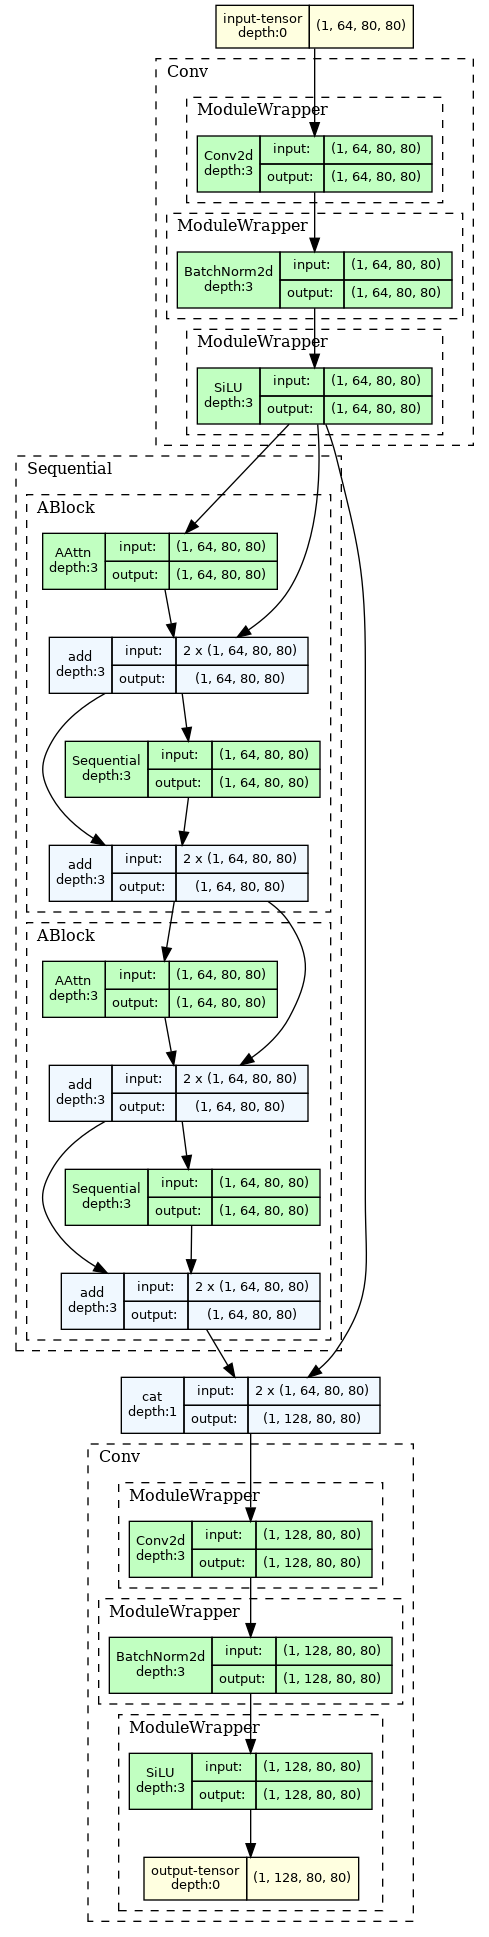 input-tensor
depth:0
(1, 64, 80, 80)
Conv
ModuleWrapper
Conv2d
depth:3
input:
(1, 64, 80, 80)
output:
(1, 64, 80, 80)
ModuleWrapper
BatchNorm2d
depth:3
input:
(1, 64, 80, 80)
output:
(1, 64, 80, 80)
ModuleWrapper
SiLU
depth:3
input:
(1, 64, 80, 80)
output:
(1, 64, 80, 80)
Sequential
ABlock
AAttn
depth:3
input:
(1, 64, 80, 80)
output:
(1, 64, 80, 80)
add
depth:3
input:
2 x (1, 64, 80, 80)
output:
(1, 64, 80, 80)
Sequential
depth:3
input:
(1, 64, 80, 80)
output:
(1, 64, 80, 80)
add
depth:3
input:
2 x (1, 64, 80, 80)
output:
(1, 64, 80, 80)
ABlock
AAttn
depth:3
input:
(1, 64, 80, 80)
output:
(1, 64, 80, 80)
add
depth:3
input:
2 x (1, 64, 80, 80)
output:
(1, 64, 80, 80)
Sequential
depth:3
input:
(1, 64, 80, 80)
output:
(1, 64, 80, 80)
add
depth:3
input:
2 x (1, 64, 80, 80)
output:
(1, 64, 80, 80)
cat
depth:1
input:
2 x (1, 64, 80, 80)
output:
(1, 128, 80, 80)
Conv
ModuleWrapper
Conv2d
depth:3
input:
(1, 128, 80, 80)
output:
(1, 128, 80, 80)
ModuleWrapper
BatchNorm2d
depth:3
input:
(1, 128, 80, 80)
output:
(1, 128, 80, 80)
ModuleWrapper
SiLU
depth:3
input:
(1, 128, 80, 80)
output:
(1, 128, 80, 80)
output-tensor
depth:0
(1, 128, 80, 80)